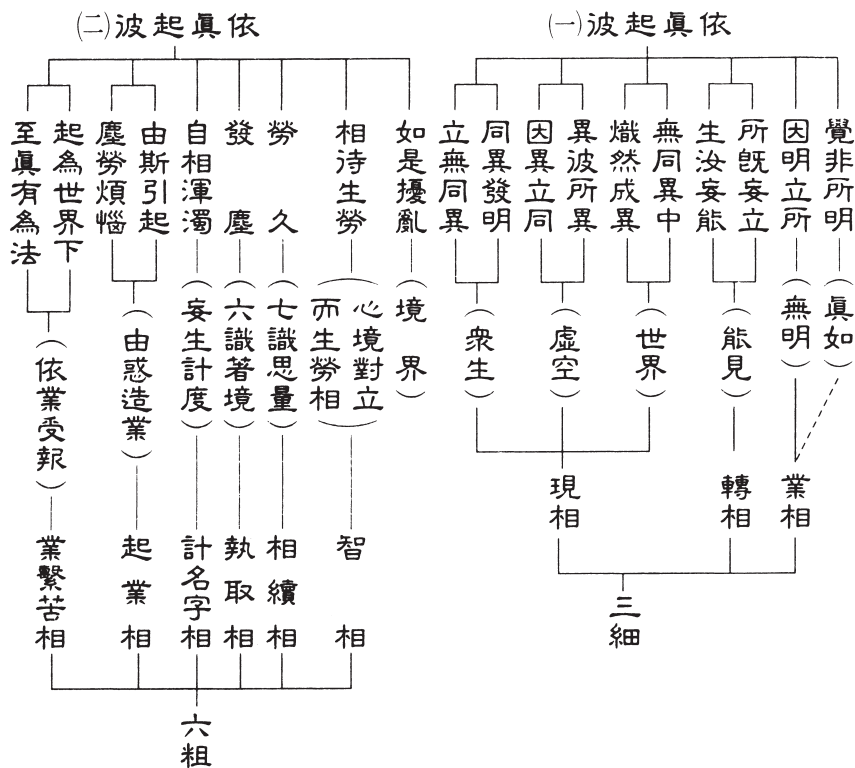 依眞起波㈠
覺非所明
（眞如）
因明立所
（無明）
業相
所旣妄立
生汝妄能
（能見）
轉相
無同異中
熾然成異
（世界）
異彼所異
因異立同
（虛空）
同異發明
立無同異
（衆生）
現相
三細
依眞起波㈡
如是擾亂
（境界）
相待生勞
（心境對立
而生勞相）
智相
勞久
（七識思量）
相續相
發塵
（六識著境）
執取相
自相渾濁
（妄生計度）
計名字相
由斯引起
塵勞煩惱
（由惑造業）
起業相
起為世界下
至眞有為法
（依業受報）
業繫苦相
六粗